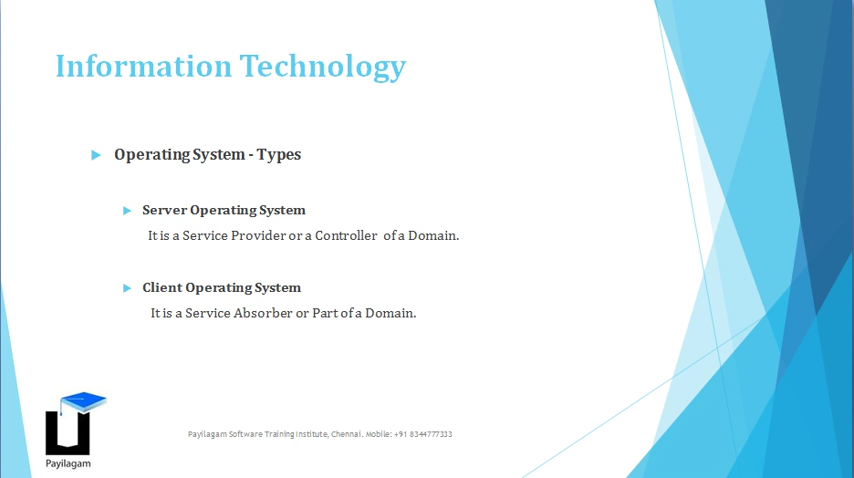 Information Technology
Operating System - Types
Server Operating System
It is a Service Provider or a Controller of a Domain.
Client Operating System
It is a Service Absorber or Part of a Domain.
Payilagam Software Training Institute, Chennai. Mobile: +91 8344777333
Payilagam